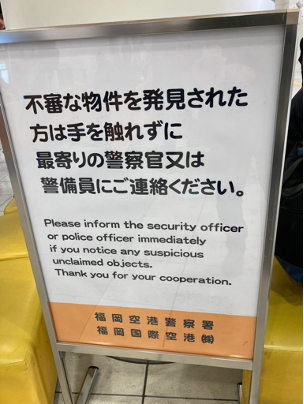 不審な物件を発見された
方は手を触れずに
最寄りの警察官又は
警備員にご連絡ください。
Please inform the security officer
or police officer immediately
if you notice any suspicious
unclaimed objects.
Thank you for your cooperation.
福岡空港警察署
福岡国際空港㈱